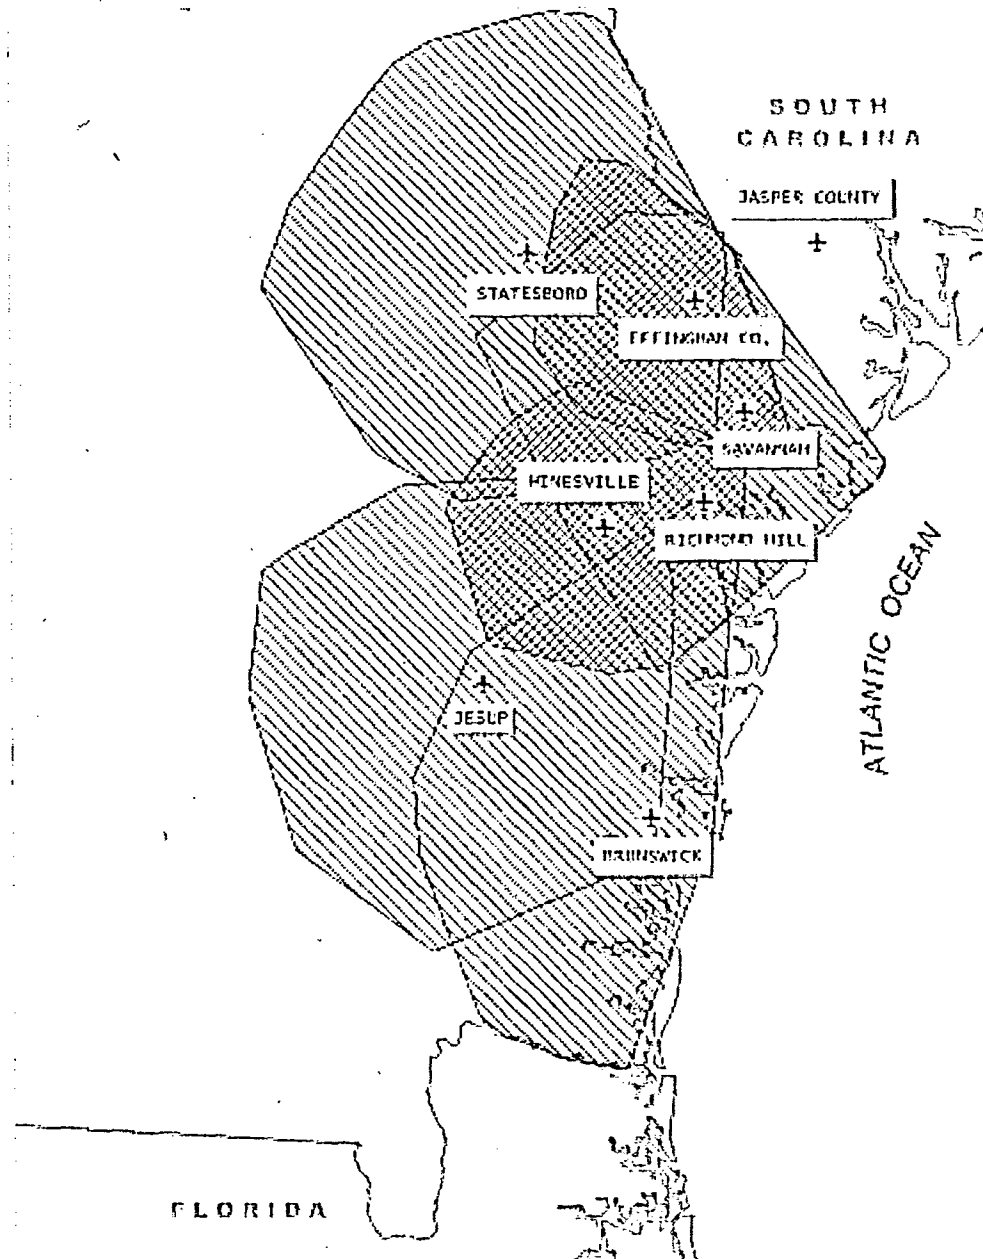 SOUTH
CAROLINA
JASPER COUNTY
STATESBORO
EFFINGHAM CO.
SAVANNAH
HINESVILLE
RICHMOND HILL
ATLANTIC OCEAN
JESUP
BRUNSWICK
FLORIDA